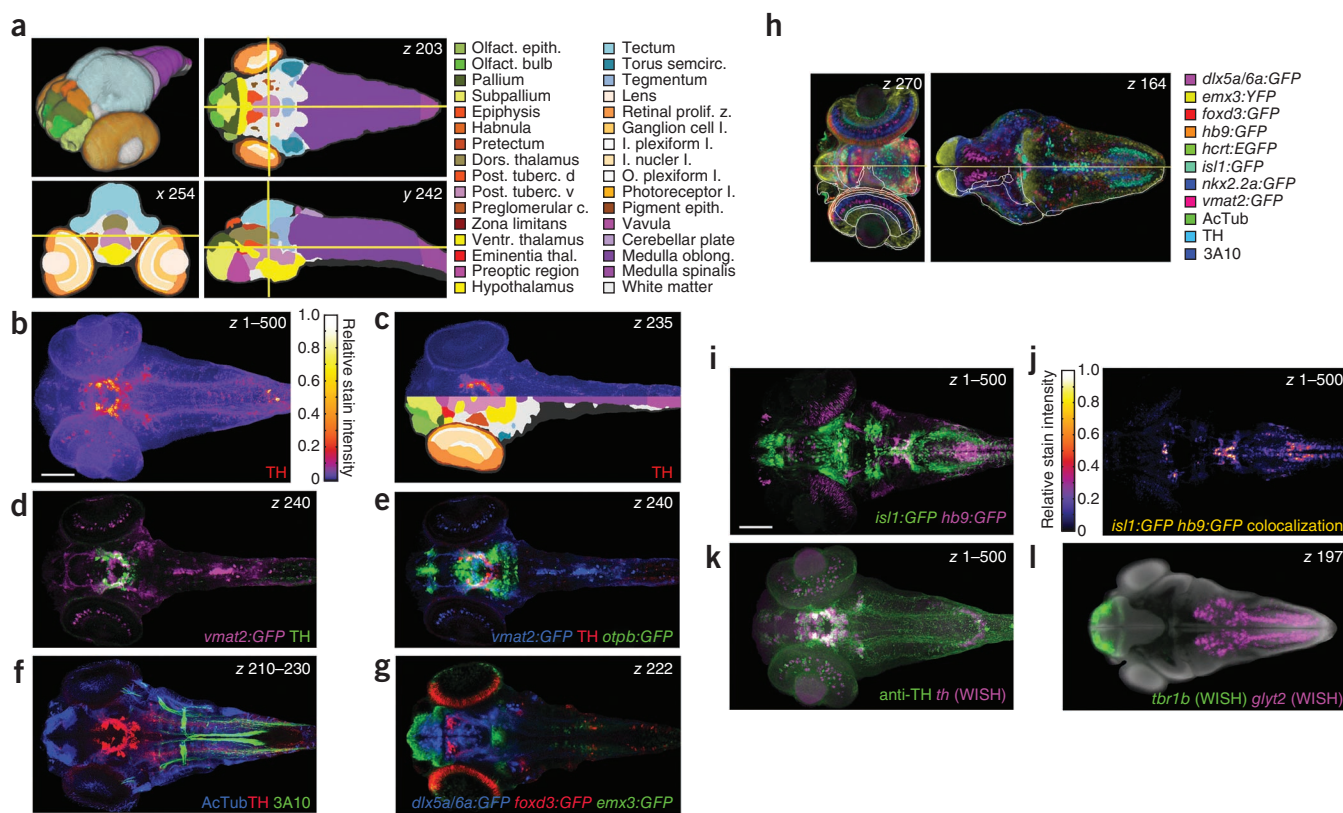 a
z 203
x 254
y 242
Olfact. epith.
Olfact. bulb
Pallium
Subpallium
Epiphysis
Habnula
Pretectum
Dors. thalamus
Post. tuberc. d
Post. tuberc. v
Preglomerular c.
Zona limitans
Ventr. thalamus
Eminentia thal.
Preoptic region
Hypothalamus
Tectum
Torus semcirc.
Tegmentum
Lens
Retinal prolif. z.
Ganglion cell l.
I. plexiform l.
I. nucler l.
O. plexiform l.
Photoreceptor l.
Pigment epith.
Vavula
Cerebellar plate
Medulla oblong.
Medulla spinalis
White matter
h
z 270
z 164
dlx5a/6a:GFP
emx3:YFP
foxd3:GFP
hb9:GFP
hcrt:EGFP
isl1:GFP
nkx2.2a:GFP
vmat2:GFP
AcTub
TH
3A10
b
z 1–500
TH
1.0
0.8
0.6
0.4
0.2
0
Relative stain intensity
c
z 235
TH
d
z 240
vmat2:GFP TH
e
z 240
vmat2:GFP TH otpb:GFP
f
z 210–230
AcTubTH 3A10
g
z 222
dlx5a/6a:GFP foxd3:GFP emx3:GFP
i
z 1–500
isl1:GFP hb9:GFP
j
Relative stain intensity
1.0
0.8
0.6
0.4
0.2
0
z 1–500
isl1:GFP hb9:GFP colocalization
k
z 1–500
anti-TH th (WISH)
l
z 197
tbr1b (WISH) glyt2 (WISH)